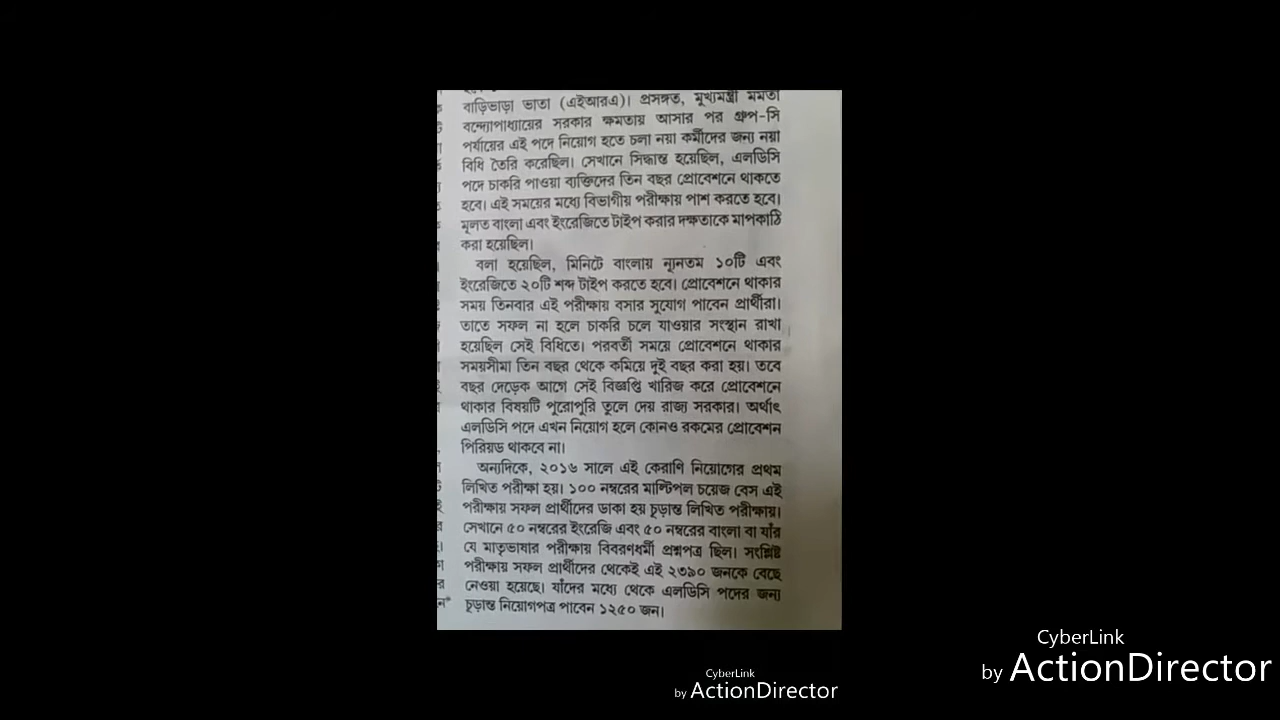 বাড়িভাড়া ভাতা (এইআরএ)। প্রসঙ্গত, মুখ্যমন্ত্রী মমতা
বন্দ্যোপাধ্যায়ের সরকার ক্ষমতায় আসার পর গ্রুপ-সি
পর্যায়ের এই পদে নিয়োগ হতে চলা নয়া কর্মীদের জন্য নয়া
বিধি তৈরি করেছিল। সেখানে সিদ্ধান্ত হয়েছিল, এলডিসি
পদে চাকরি পাওয়া ব্যক্তিদের তিন বছর প্রোবেশনে থাকতে
হবে। এই সময়ের মধ্যে বিভাগীয় পরীক্ষায় পাশ করতে হবে।
মূলত বাংলা এবং ইংরেজিতে টাইপ করার দক্ষতাকে মাপকাঠি
করা হয়েছিল।
বলা হয়েছিল, মিনিটে বাংলায় ন্যূনতম ১০টি এবং
ইংরেজিতে ২০টি শব্দ টাইপ করতে হবে। প্রোবেশনে থাকার
সময় তিনবার এই পরীক্ষায় বসার সুযোগ পাবেন প্রার্থীরা।
তাতে সফল না হলে চাকরি চলে যাওয়ার সংস্থান রাখা
হয়েছিল সেই বিধিতে। পরবর্তী সময়ে প্রোবেশনে থাকার
সময়সীমা তিন বছর থেকে কমিয়ে দুই বছর করা হয়। তবে
বছর দেড়েক আগে সেই বিজ্ঞপ্তি খারিজ করে প্রোবেশনে
থাকার বিষয়টি পুরোপুরি তুলে দেয় রাজ্য সরকার। অর্থাৎ
এলডিসি পদে এখন নিয়োগ হলে কোনও রকমের প্রোবেশন
পিরিয়ড থাকবে না।
অন্যদিকে, ২০১৬ সালে এই কেরাণি নিয়োগের প্রথম
লিখিত পরীক্ষা হয়। ১০০ নম্বরের মাল্টিপল চয়েজ বেস এই
পরীক্ষায় সফল প্রার্থীদের ডাকা হয় চূড়ান্ত লিখিত পরীক্ষায়।
সেখানে ৫০ নম্বরের ইংরেজি এবং ৫০ নম্বরের বাংলা বা যাঁর
যে মাতৃভাষার পরীক্ষায় বিবরণধর্মী প্রশ্নপত্র ছিল। সংশ্লিষ্ট
পরীক্ষায় সফল প্রার্থীদের থেকেই এই ২৩৯০ জনকে বেছে
নেওয়া হয়েছে। যাঁদের মধ্যে থেকে এলডিসি পদের জন্য
চূড়ান্ত নিয়োগপত্র পাবেন ১২৫০ জন।
CyberLink
by ActionDirector
CyberLink
by ActionDirector